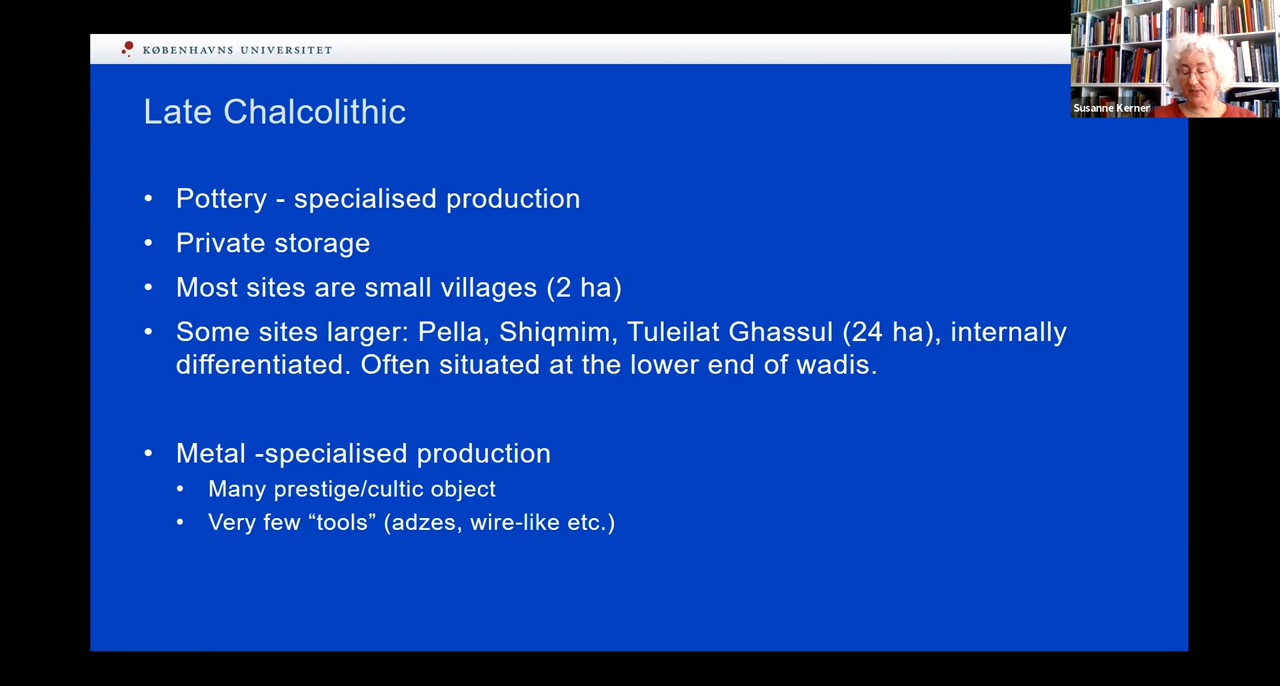 KØBENHAVNS UNIVERSITET
Susanne Kerner
Late Chalcolithic
• Pottery - specialised production
• Private storage
• Most sites are small villages (2 ha)
• Some sites larger: Pella, Shiqmim, Tuleilat Ghassul (24 ha), internally
differentiated. Often situated at the lower end of wadis.
• Metal -specialised production
• Many prestige/cultic object
• Very few “tools” (adzes, wire-like etc.)